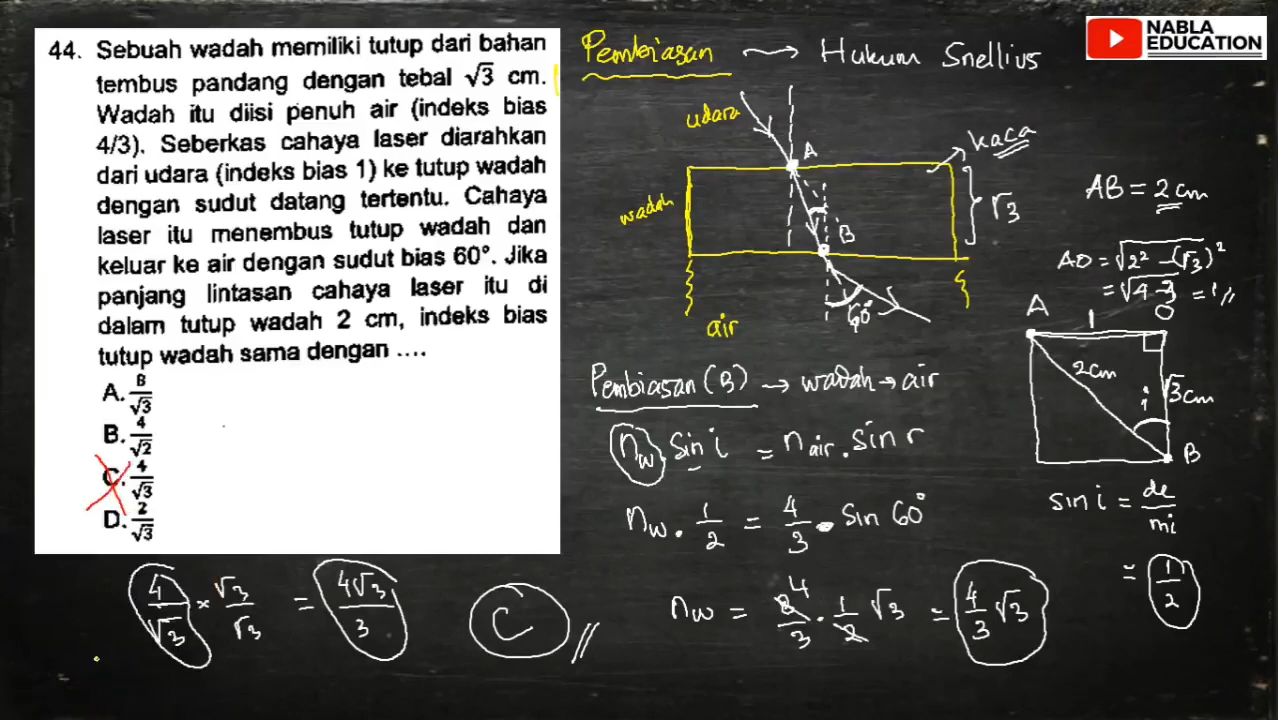 44. Sebuah wadah memiliki tutup dari bahan
tembus pandang dengan tebal √3 cm.
Wadah itu diisi penuh air (indeks bias
4/3). Seberkas cahaya laser diarahkan
dari udara (indeks bias 1) ke tutup wadah
dengan sudut datang tertentu. Cahaya
laser itu menembus tutup wadah dan
keluar ke air dengan sudut bias 60°. Jika
panjang lintasan cahaya laser itu di
dalam tutup wadah 2 cm, indeks bias
tutup wadah sama dengan ....
A. 8/√3
B. 4/√2
C. 4/√3
D. 2/√3
Pembiasan → Hukum Snellius
NABLA
EDUCATION
udara
A
kaca
wadah
√3
B
60°
air
AB = 2 cm
AO = √2² - (√3)²
= √4 - 3 = 1 //
A
1
O
2cm
i
√3cm
B
Pembiasan (B) → wadah → air
n_w sin i = n_air . sin r
n_w . 1/2 = 4/3 . sin 60°
n_w = 8/3 4 . 1/2 √3 = 4/3 √3
sin i = de/mi
= 1/2
4/√3 × √3/√3 = 4√3/3
C //